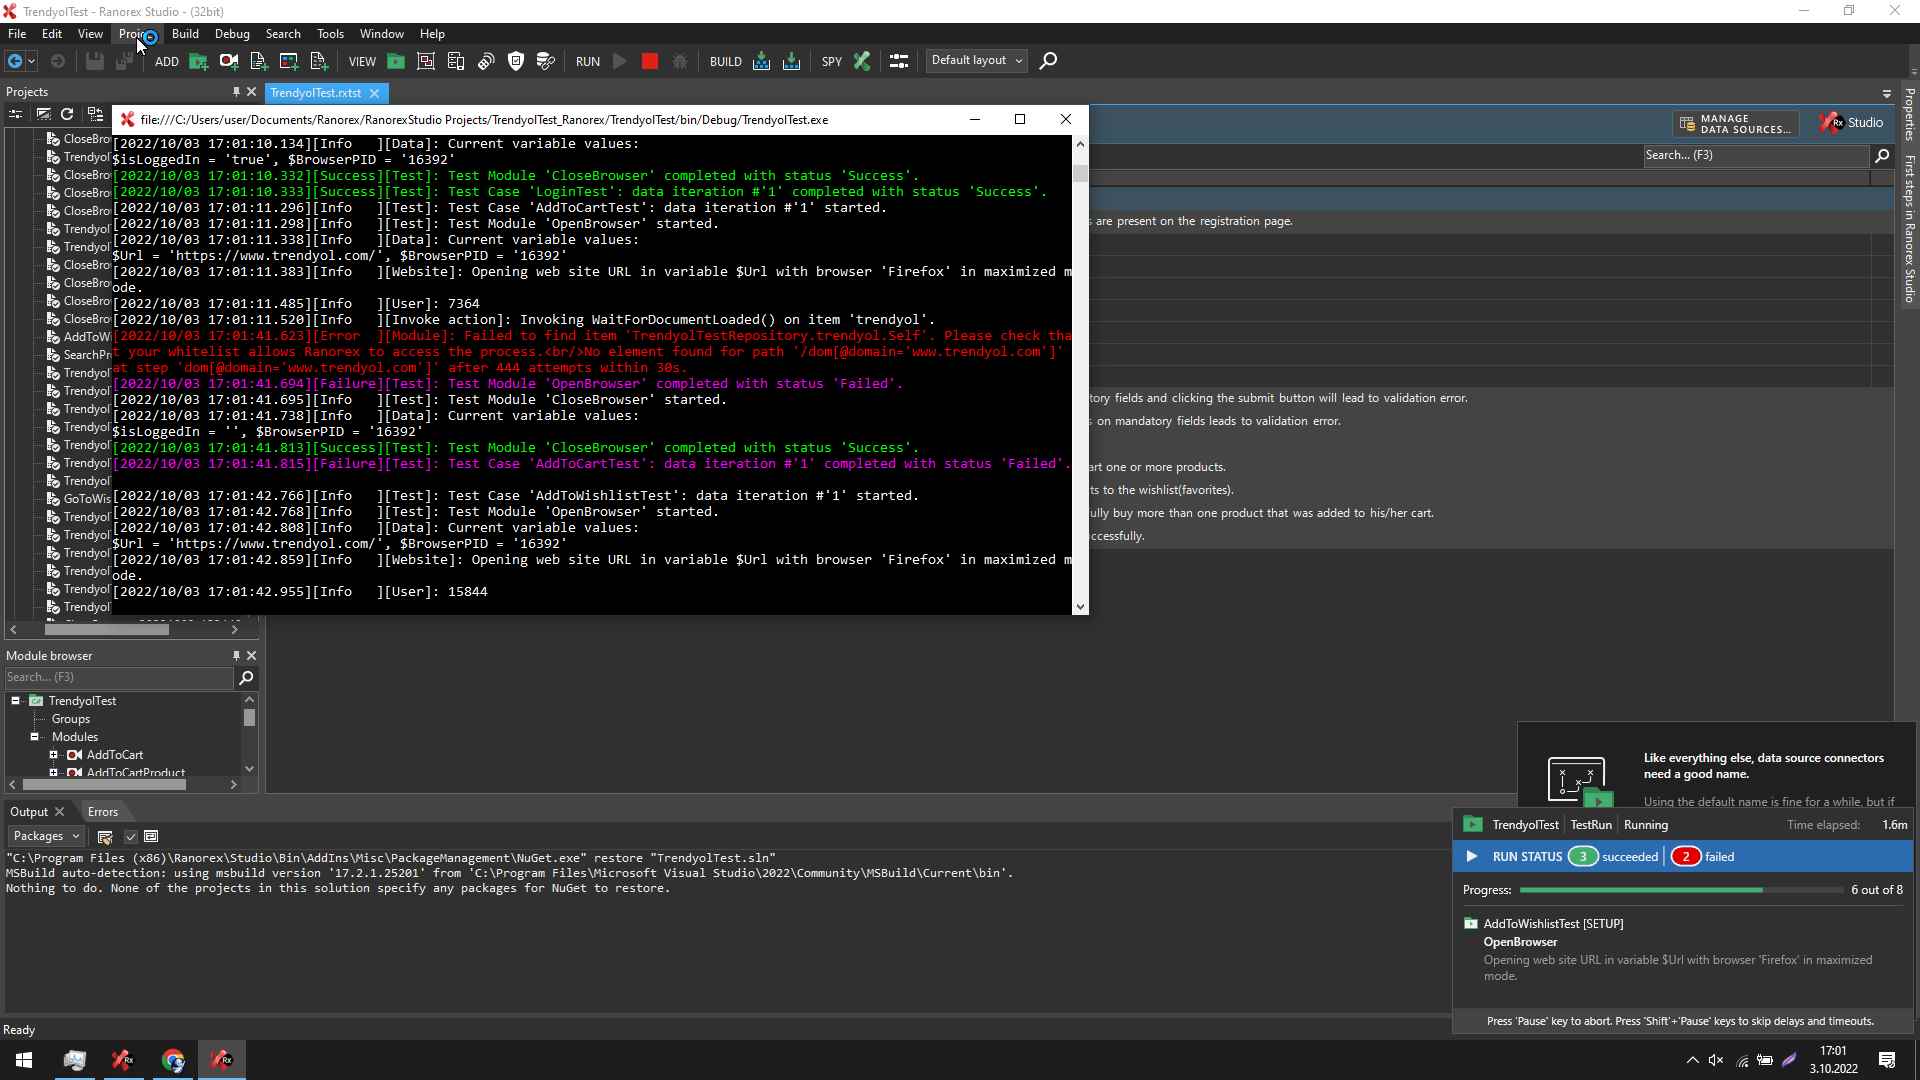 TrendyolTest - Ranorex Studio - (32bit)
File Edit View Proj Build Debug Search Tools Window Help
ADD VIEW RUN BUILD SPY Default layout
Projects
TrendyolTest.rxtst
file:///C:/Users/user/Documents/Ranorex/RanorexStudio Projects/TrendyolTest_Ranorex/TrendyolTest/bin/Debug/TrendyolTest.exe
MANAGE
DATA SOURCES...
Studio
Search... (F3)
Properties
First steps in Ranorex Studio
CloseBro
Trendyol
CloseBro
CloseBro
CloseBro
Trendyol
Trendyol
CloseBro
CloseBro
CloseBro
CloseBro
AddToWi
SearchPr
Trendyol
Trendyol
Trendyol
Trendyol
Trendyol
Trendyol
Trendyol
GoToWis
Trendyol
Trendyol
Trendyol
Trendyol
Trendyol
Trendyol
[2022/10/03 17:01:10.134][Info   ][Data]: Current variable values:
$isLoggedIn = 'true', $BrowserPID = '16392'
[2022/10/03 17:01:10.332][Success][Test]: Test Module 'CloseBrowser' completed with status 'Success'.
[2022/10/03 17:01:10.333][Success][Test]: Test Case 'LoginTest': data iteration #'1' completed with status 'Success'.
[2022/10/03 17:01:11.296][Info   ][Test]: Test Case 'AddToCartTest': data iteration #'1' started.
[2022/10/03 17:01:11.298][Info   ][Test]: Test Module 'OpenBrowser' started.
[2022/10/03 17:01:11.338][Info   ][Data]: Current variable values:
$Url = 'https://www.trendyol.com/', $BrowserPID = '16392'
[2022/10/03 17:01:11.383][Info   ][Website]: Opening web site URL in variable $Url with browser 'Firefox' in maximized m
ode.
[2022/10/03 17:01:11.485][Info   ][User]: 7364
[2022/10/03 17:01:11.520][Info   ][Invoke action]: Invoking WaitForDocumentLoaded() on item 'trendyol'.
[2022/10/03 17:01:41.623][Error  ][Module]: Failed to find item 'TrendyolTestRepository.trendyol.Self'. Please check tha
t your whitelist allows Ranorex to access the process.<br/>No element found for path '/dom[@domain='www.trendyol.com']'
at step 'dom[@domain='www.trendyol.com']' after 444 attempts within 30s.
[2022/10/03 17:01:41.694][Failure][Test]: Test Module 'OpenBrowser' completed with status 'Failed'.
[2022/10/03 17:01:41.695][Info   ][Test]: Test Module 'CloseBrowser' started.
[2022/10/03 17:01:41.738][Info   ][Data]: Current variable values:
$isLoggedIn = '', $BrowserPID = '16392'
[2022/10/03 17:01:41.813][Success][Test]: Test Module 'CloseBrowser' completed with status 'Success'.
[2022/10/03 17:01:41.815][Failure][Test]: Test Case 'AddToCartTest': data iteration #'1' completed with status 'Failed'.
[2022/10/03 17:01:42.766][Info   ][Test]: Test Case 'AddToWishlistTest': data iteration #'1' started.
[2022/10/03 17:01:42.768][Info   ][Test]: Test Module 'OpenBrowser' started.
[2022/10/03 17:01:42.808][Info   ][Data]: Current variable values:
$Url = 'https://www.trendyol.com/', $BrowserPID = '16392'
[2022/10/03 17:01:42.859][Info   ][Website]: Opening web site URL in variable $Url with browser 'Firefox' in maximized m
ode.
[2022/10/03 17:01:42.955][Info   ][User]: 15844
s are present on the registration page.
tory fields and clicking the submit button will lead to validation error.
s on mandatory fields leads to validation error.
art one or more products.
ts to the wishlist(favorites).
ully buy more than one product that was added to his/her cart.
ccessfully.
Module browser
Search... (F3)
TrendyolTest
Groups
Modules
AddToCart
AddToCartProduct
Output Errors
Packages
"C:\Program Files (x86)\Ranorex\Studio\Bin\AddIns\Misc\PackageManagement\NuGet.exe" restore "TrendyolTest.sln"
MSBuild auto-detection: using msbuild version '17.2.1.25201' from 'C:\Program Files\Microsoft Visual Studio\2022\Community\MSBuild\Current\bin'.
Nothing to do. None of the projects in this solution specify any packages for NuGet to restore.
Like everything else, data source connectors
need a good name.
Using the default name is fine for a while, but if
TrendyolTest TestRun Running Time elapsed: 1.6m
RUN STATUS 3 succeeded 2 failed
Progress: 6 out of 8
AddToWishlistTest [SETUP]
OpenBrowser
Opening web site URL in variable $Url with browser 'Firefox' in maximized
mode.
Press 'Pause' key to abort. Press 'Shift'+'Pause' keys to skip delays and timeouts.
Ready
17:01
3.10.2022